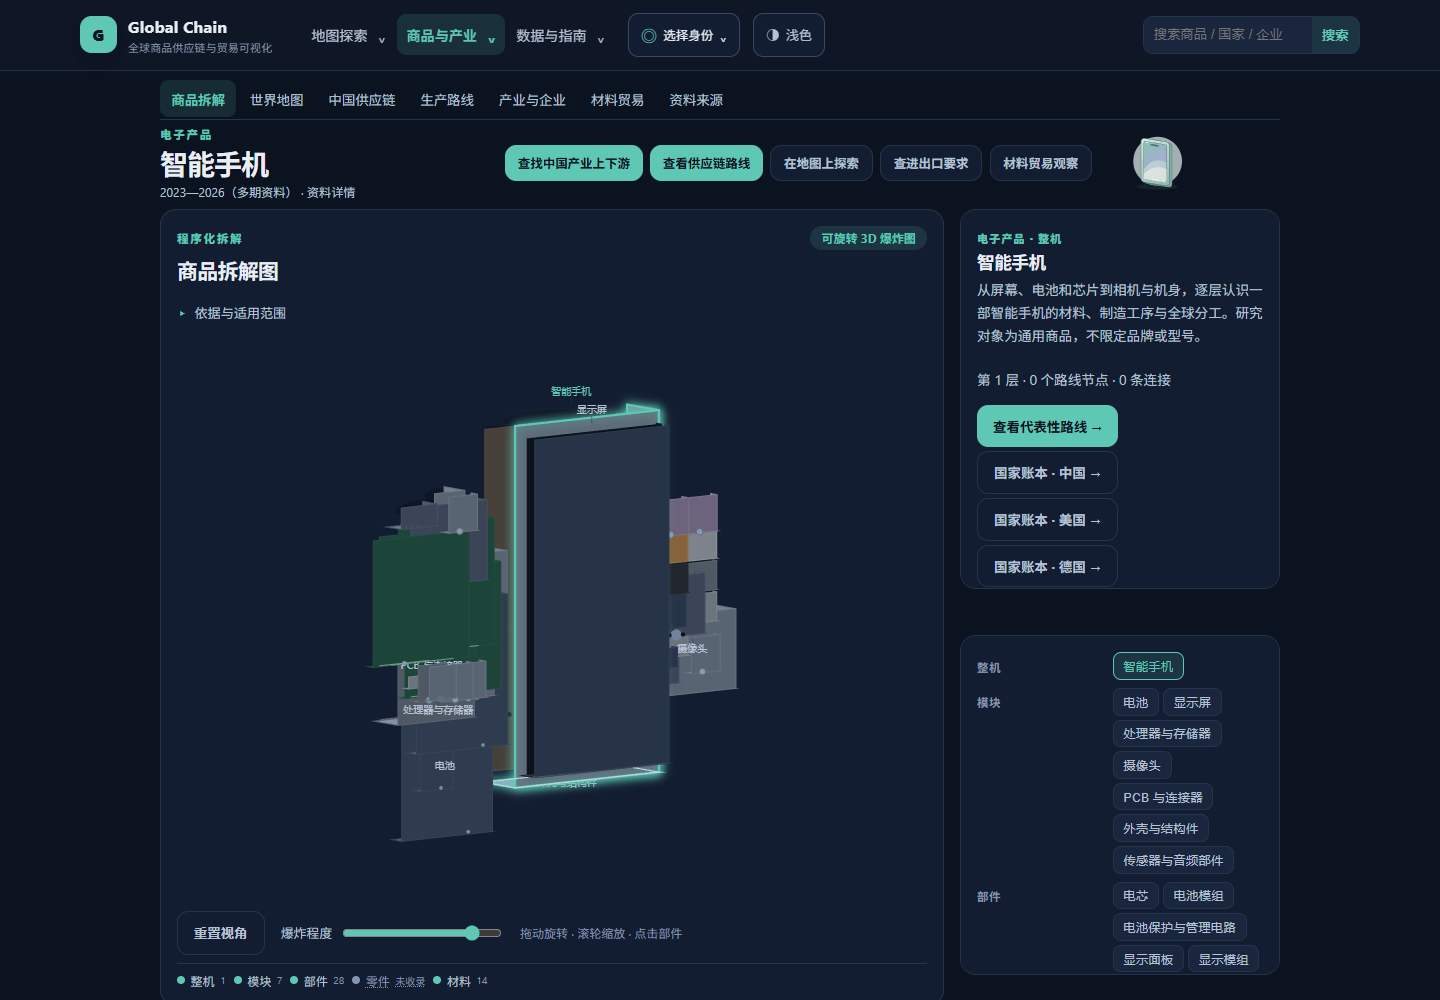 G
Global Chain
全球商品供应链与贸易可视化
地图探索
商品与产业
数据与指南
选择身份
浅色
搜索商品 / 国家 / 企业
搜索
商品拆解
世界地图
中国供应链
生产路线
产业与企业
材料贸易
资料来源
电子产品
智能手机
2023—2026（多期资料） · 资料详情
查找中国产业上下游
查看供应链路线
在地图上探索
查进出口要求
材料贸易观察
程序化拆解
可旋转 3D 爆炸图
商品拆解图
依据与适用范围
智能手机
显示屏
摄像头
处理器与存储器
电池
重置视角
爆炸程度
拖动旋转 · 滚轮缩放 · 点击部件
整机 1
模块 7
部件 28
零件 未收录
材料 14
电子产品 · 整机
智能手机
从屏幕、电池和芯片到相机与机身，逐层认识一
部智能手机的材料、制造工序与全球分工。研究
对象为通用商品，不限定品牌或型号。
第 1 层 · 0 个路线节点 · 0 条连接
查看代表性路线 →
国家账本 · 中国 →
国家账本 · 美国 →
国家账本 · 德国 →
整机
智能手机
模块
电池
显示屏
处理器与存储器
摄像头
PCB 与连接器
外壳与结构件
传感器与音频部件
部件
电芯
电池模组
电池保护与管理电路
显示面板
显示模组